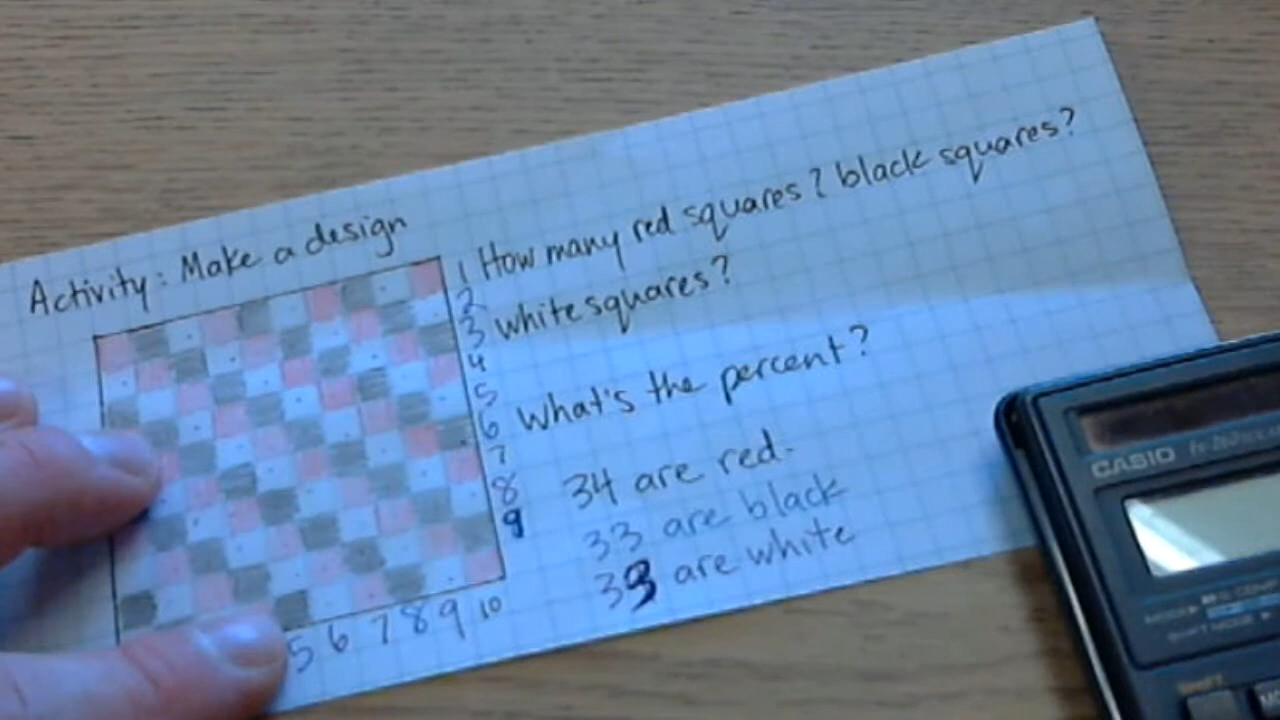 Activity: Make a design
1 How many red squares? black squares?
2
3 white squares?
4
5
6 What's the percent?
7
8 34 are red.
9 33 are black
33 are white
5 6 7 8 9 10
CASIO